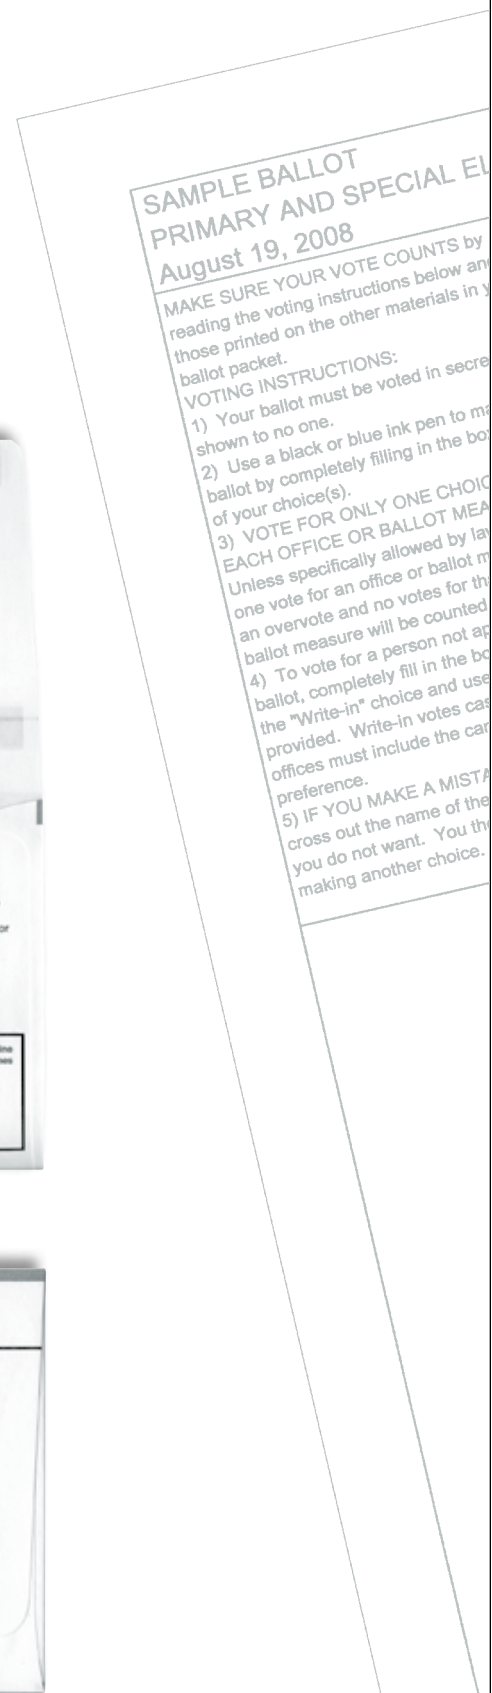 SAMPLE BALLOT
PRIMARY AND SPECIAL EL
August 19, 2008
MAKE SURE YOUR VOTE COUNTS by
reading the voting instructions below an
those printed on the other materials in y
ballot packet.
VOTING INSTRUCTIONS:
1) Your ballot must be voted in secre
shown to no one.
2) Use a black or blue ink pen to ma
ballot by completely filling in the bo
of your choice(s).
3) VOTE FOR ONLY ONE CHOIC
EACH OFFICE OR BALLOT MEA
Unless specifically allowed by la
one vote for an office or ballot m
an overvote and no votes for th
ballot measure will be counted
4) To vote for a person not ap
ballot, completely fill in the bo
the "Write-in" choice and use
provided. Write-in votes cas
offices must include the can
preference.
5) IF YOU MAKE A MISTA
cross out the name of the
you do not want. You the
making another choice.
or
ine
nes